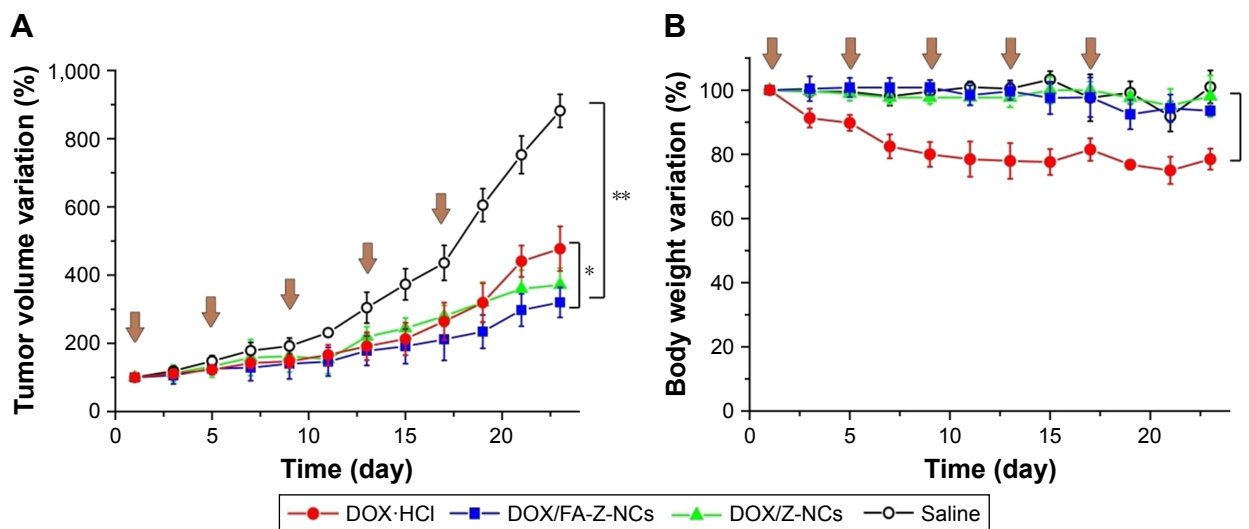 A
B
Tumor volume variation (%)
1,000
800
600
400
200
0
**
*
0 5 10 15 20
Time (day)
Body weight variation (%)
100
80
60
40
20
0
0 5 10 15 20
Time (day)
DOX·HCl DOX/FA-Z-NCs DOX/Z-NCs Saline